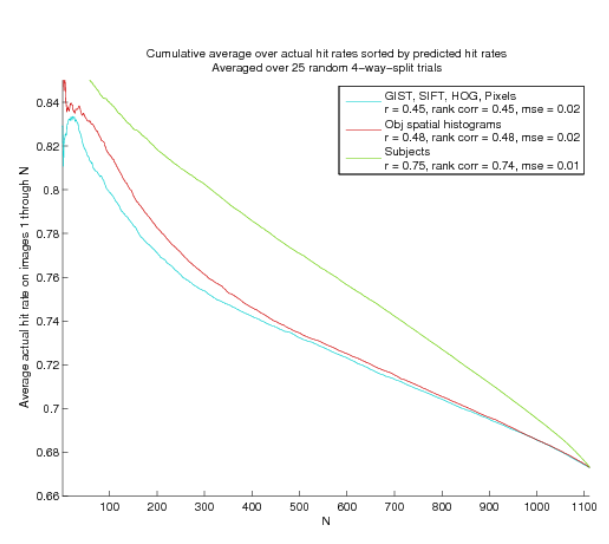 Cumulative average over actual hit rates sorted by predicted hit rates
Averaged over 25 random 4-way-split trials
GIST, SIFT, HOG, Pixels
r = 0.45, rank corr = 0.45, mse = 0.02
Obj spatial histograms
r = 0.48, rank corr = 0.48, mse = 0.02
Subjects
r = 0.75, rank corr = 0.74, mse = 0.01
Average actual hit rate on images 1 through N
0.84
0.82
0.8
0.78
0.76
0.74
0.72
0.7
0.68
0.66
100 200 300 400 500 600 700 800 900 1000 1100
N